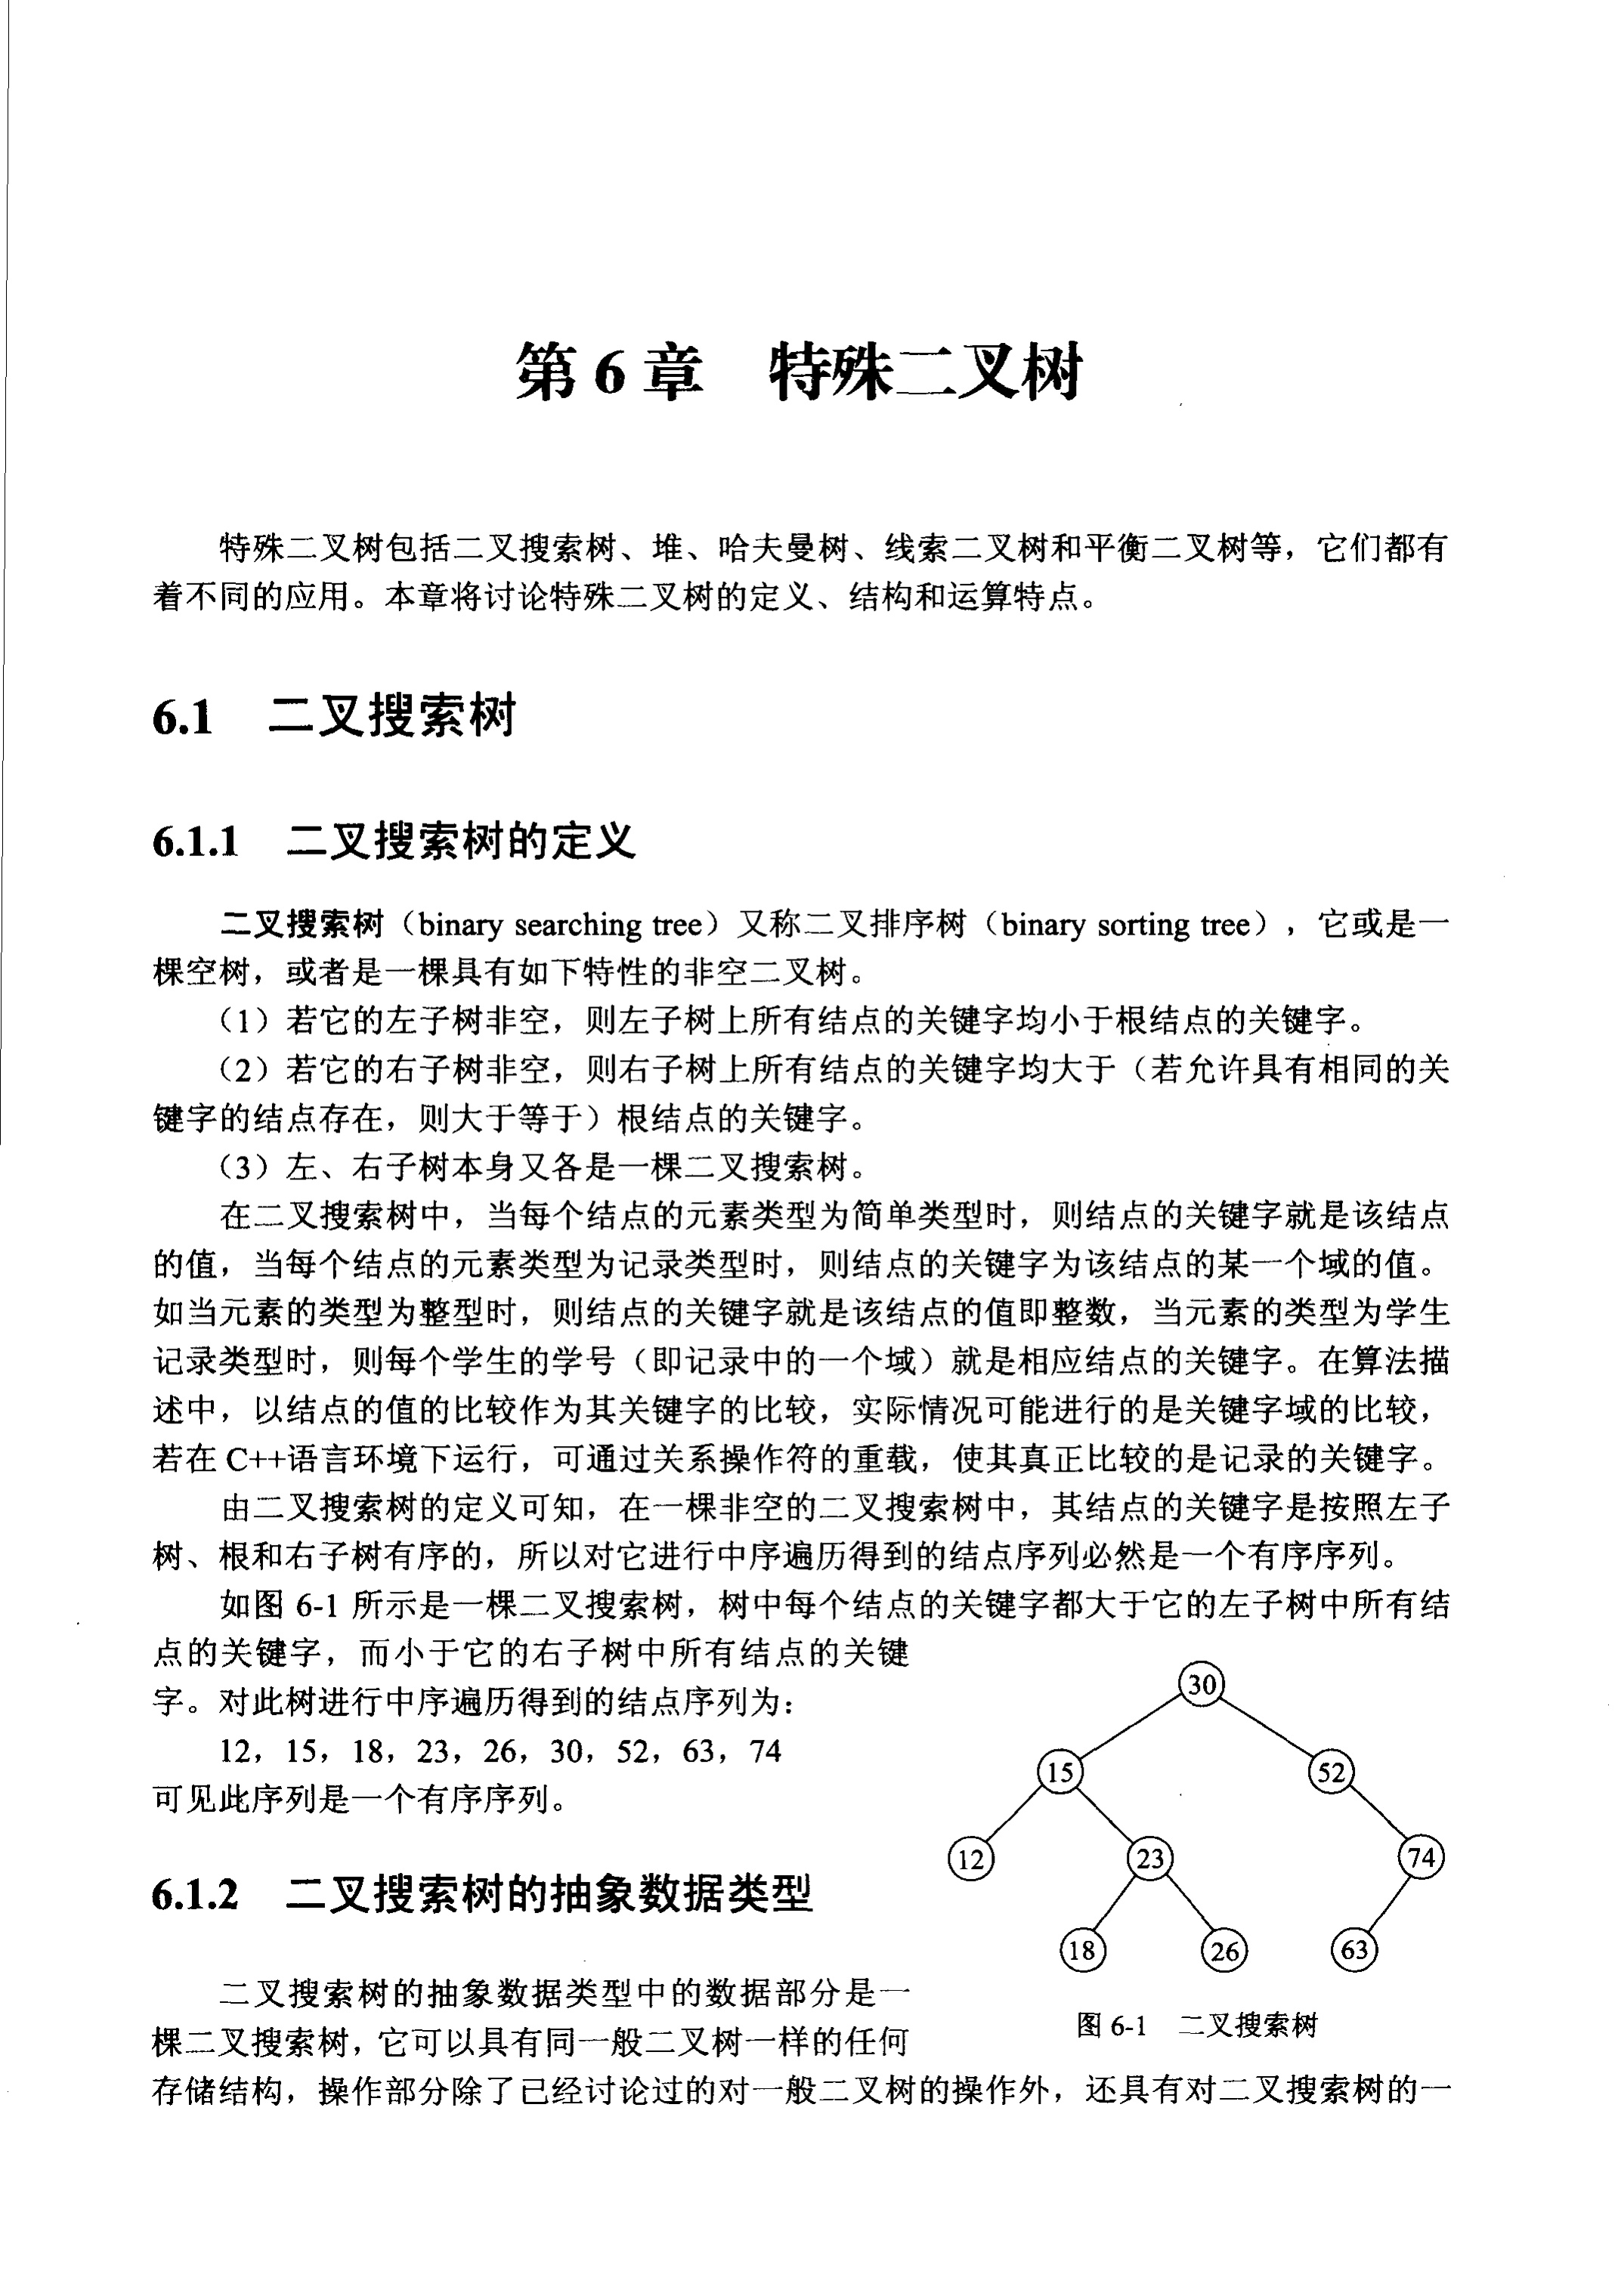 第 6 章　特殊二叉树
特殊二叉树包括二叉搜索树、堆、哈夫曼树、线索二叉树和平衡二叉树等，它们都有
着不同的应用。本章将讨论特殊二叉树的定义、结构和运算特点。
6.1　二叉搜索树
6.1.1　二叉搜索树的定义
二叉搜索树（binary searching tree）又称二叉排序树（binary sorting tree），它或是一
棵空树，或者是一棵具有如下特性的非空二叉树。
（1）若它的左子树非空，则左子树上所有结点的关键字均小于根结点的关键字。
（2）若它的右子树非空，则右子树上所有结点的关键字均大于（若允许具有相同的关
键字的结点存在，则大于等于）根结点的关键字。
（3）左、右子树本身又各是一棵二叉搜索树。
在二叉搜索树中，当每个结点的元素类型为简单类型时，则结点的关键字就是该结点
的值，当每个结点的元素类型为记录类型时，则结点的关键字为该结点的某一个域的值。
如当元素的类型为整型时，则结点的关键字就是该结点的值即整数，当元素的类型为学生
记录类型时，则每个学生的学号（即记录中的一个域）就是相应结点的关键字。在算法描
述中，以结点的值的比较作为其关键字的比较，实际情况可能进行的是关键字域的比较，
若在 C++语言环境下运行，可通过关系操作符的重载，使其真正比较的是记录的关键字。
由二叉搜索树的定义可知，在一棵非空的二叉搜索树中，其结点的关键字是按照左子
树、根和右子树有序的，所以对它进行中序遍历得到的结点序列必然是一个有序序列。
如图 6-1 所示是一棵二叉搜索树，树中每个结点的关键字都大于它的左子树中所有结
点的关键字，而小于它的右子树中所有结点的关键
字。对此树进行中序遍历得到的结点序列为：
12，15，18，23，26，30，52，63，74
可见此序列是一个有序序列。
30
15 52
12 23 74
18 26 63
图 6-1　二叉搜索树
6.1.2　二叉搜索树的抽象数据类型
二叉搜索树的抽象数据类型中的数据部分是一
棵二叉搜索树，它可以具有同一般二叉树一样的任何
存储结构，操作部分除了已经讨论过的对一般二叉树的操作外，还具有对二叉搜索树的一